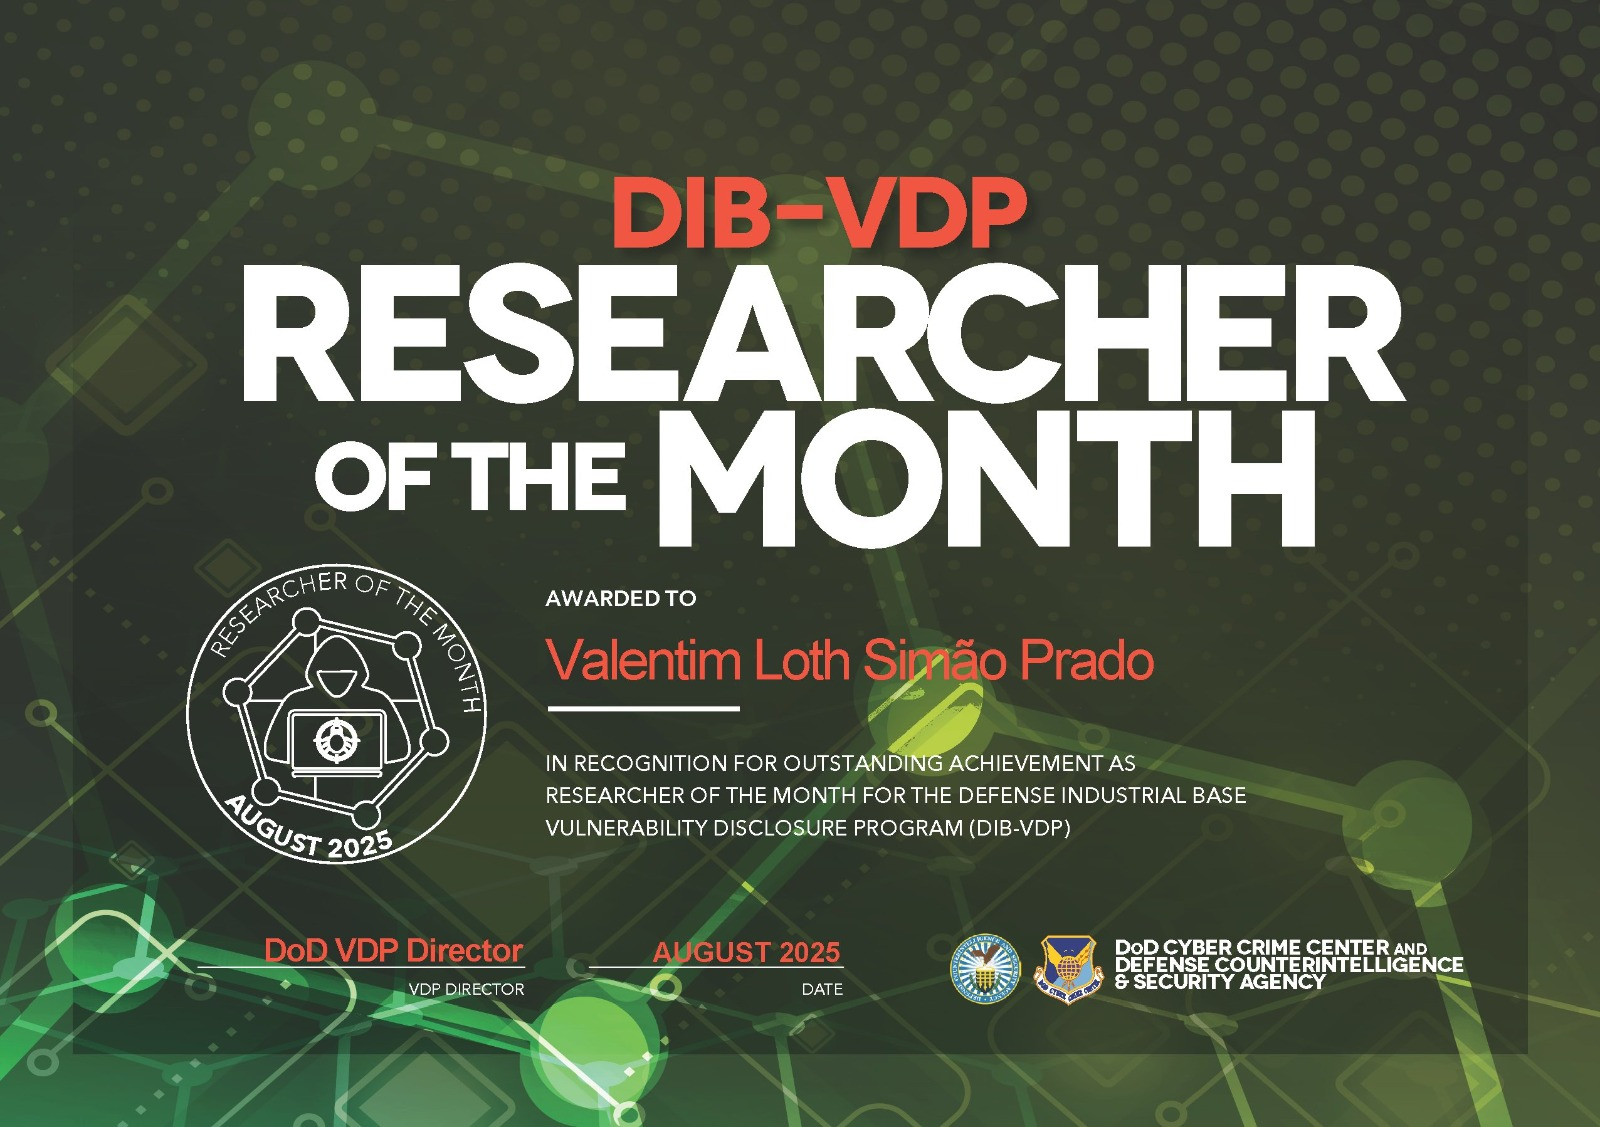 DIB-VDP
RESEARCHER
OF THE MONTH
RESEARCHER OF THE MONTH
AUGUST 2025
AWARDED TO
Valentim Loth Simão Prado
IN RECOGNITION FOR OUTSTANDING ACHIEVEMENT AS
RESEARCHER OF THE MONTH FOR THE DEFENSE INDUSTRIAL BASE
VULNERABILITY DISCLOSURE PROGRAM (DIB-VDP)
DoD VDP Director
VDP DIRECTOR
AUGUST 2025
DATE
DoD CYBER CRIME CENTER AND
DEFENSE COUNTERINTELLIGENCE
& SECURITY AGENCY